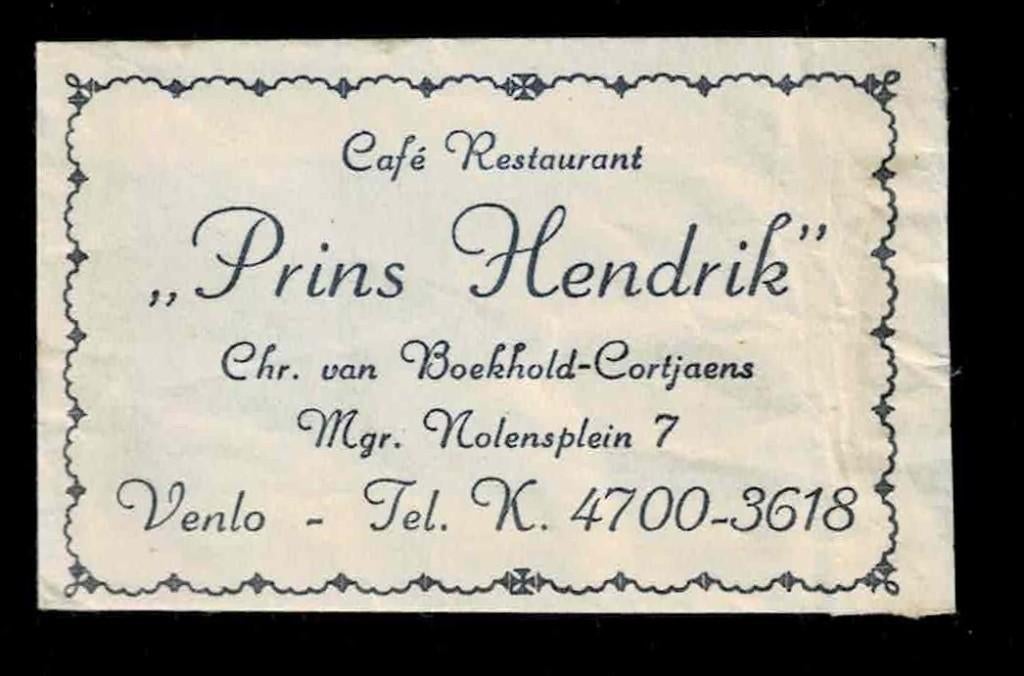 Café Restaurant
„Prins Hendrik”
Chr. van Boekhold-Cortjaens
Mgr. Nolensplein 7
Venlo - Tel. K. 4700-3618